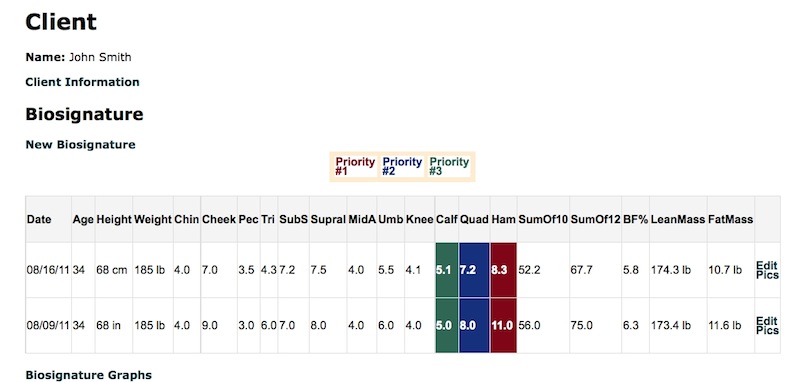 Client
Name: John Smith
Client Information
Biosignature
New Biosignature
Priority #1 Priority #2 Priority #3
Date Age Height Weight Chin Cheek Pec Tri SubS Supral MidA Umb Knee Calf Quad Ham SumOf10 SumOf12 BF% LeanMass FatMass
08/16/11 34 68 cm 185 lb 4.0 7.0 3.5 4.3 7.2 7.5 4.0 5.5 4.1 5.1 7.2 8.3 52.2 67.7 5.8 174.3 lb 10.7 lb Edit Pics
08/09/11 34 68 in 185 lb 4.0 9.0 3.0 6.0 7.0 8.0 4.0 6.0 4.0 5.0 8.0 11.0 56.0 75.0 6.3 173.4 lb 11.6 lb Edit Pics
Biosignature Graphs